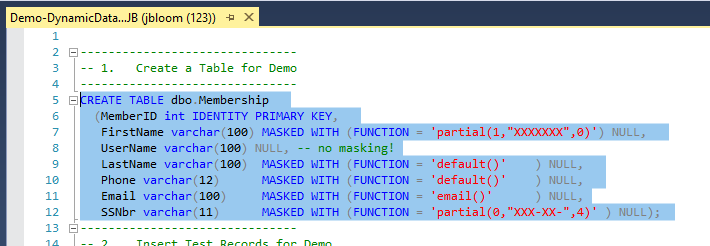 Demo-DynamicData...JB (jbloom (123))
1
2 --------------------------------
3 -- 1.   Create a Table for Demo
4 --------------------------------
5 CREATE TABLE dbo.Membership
6   (MemberID int IDENTITY PRIMARY KEY,
7    FirstName varchar(100) MASKED WITH (FUNCTION = 'partial(1,"XXXXXXX",0)') NULL,
8    UserName varchar(100) NULL, -- no masking!
9    LastName varchar(100)  MASKED WITH (FUNCTION = 'default()'    ) NULL,
10    Phone varchar(12)      MASKED WITH (FUNCTION = 'default()'    ) NULL,
11    Email varchar(100)     MASKED WITH (FUNCTION = 'email()'      ) NULL,
12    SSNbr varchar(11)      MASKED WITH (FUNCTION = 'partial(0,"XXX-XX-",4)' ) NULL);
13 --------------------------------
14 -- 2    Insert Test Records for Demo